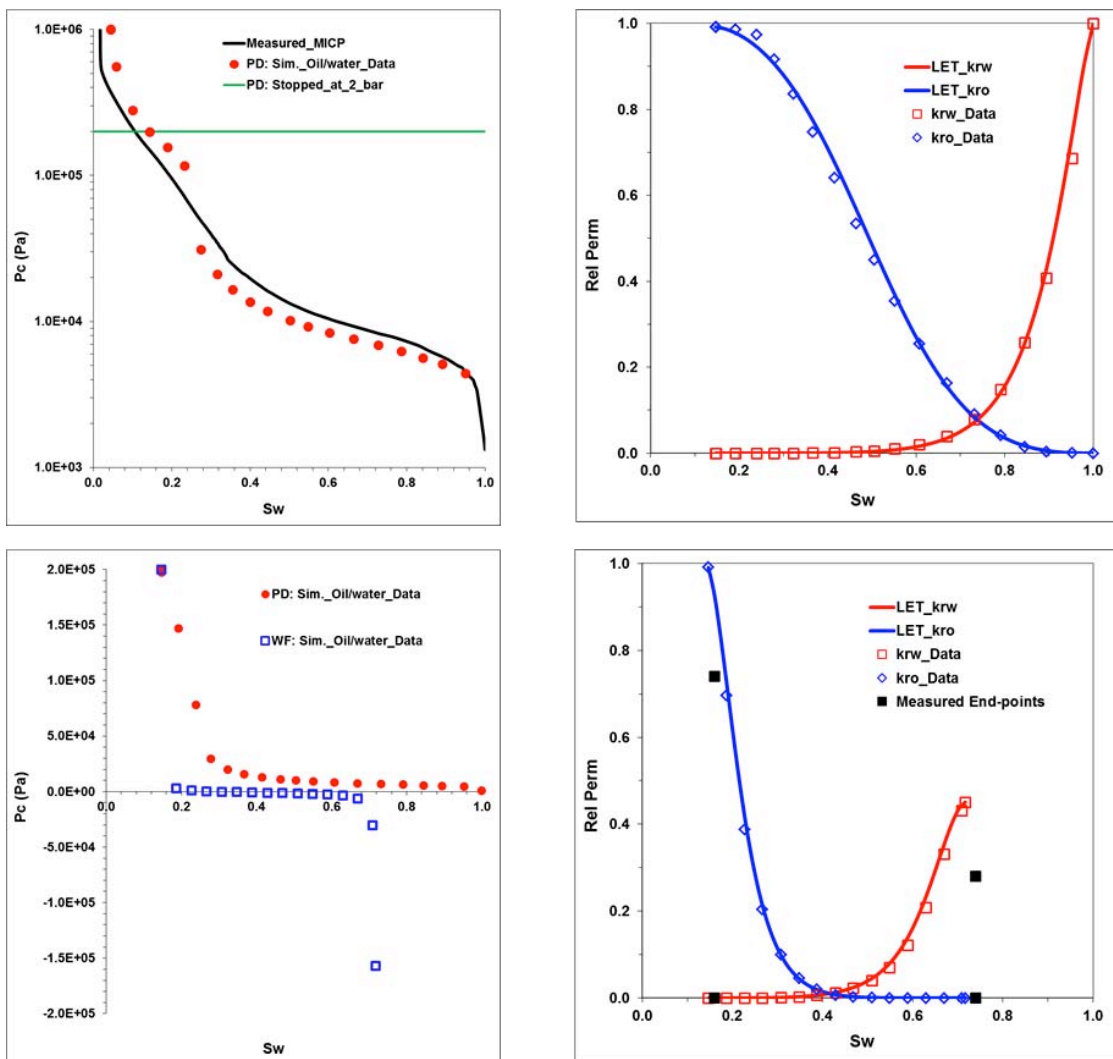 1.0E+06
Measured_MICP
PD: Sim._Oil/water_Data
PD: Stopped_at_2_bar
1.0E+05
Pc (Pa)
1.0E+04
1.0E+03
0.0 0.2 0.4 0.6 0.8 1.0
Sw
1.0
LET_krw
LET_kro
krw_Data
kro_Data
0.8
0.6
Rel Perm
0.4
0.2
0.0
0.0 0.2 0.4 0.6 0.8 1.0
Sw
2.0E+05
PD: Sim._Oil/water_Data
1.5E+05
WF: Sim._Oil/water_Data
1.0E+05
5.0E+04
Pc (Pa)
0.0E+00
0.0 0.2 0.4 0.6 0.8 1.0
-5.0E+04
-1.0E+05
-1.5E+05
-2.0E+05
Sw
1.0
LET_krw
LET_kro
krw_Data
kro_Data
Measured End-points
0.8
0.6
Rel Perm
0.4
0.2
0.0
0.0 0.2 0.4 0.6 0.8 1.0
Sw